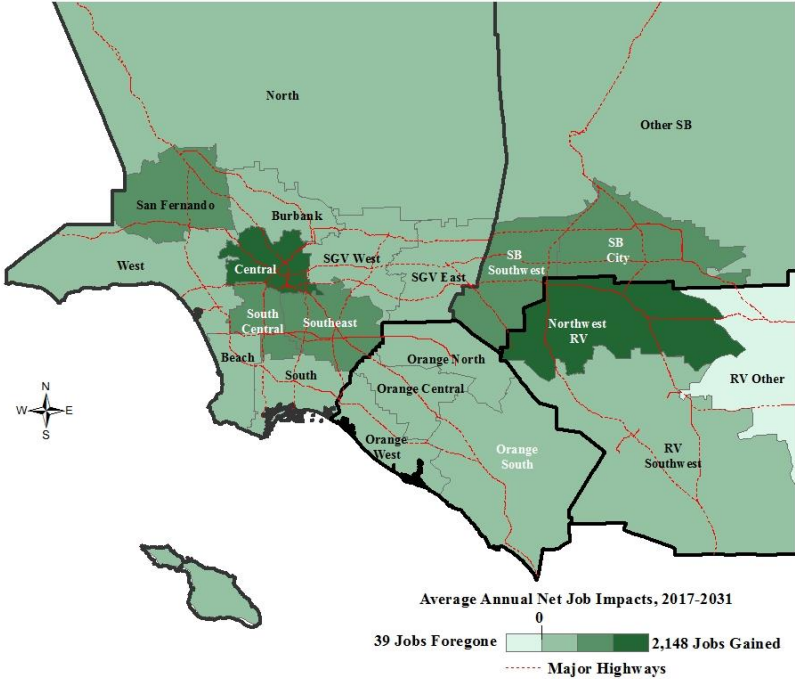 North
Other SB
San Fernando
Burbank
West
Central
SGV West
SGV East
SB
Southwest
SB
City
South
Central
Southeast
Northwest
RV
Beach
South
Orange North
Orange Central
RV Other
Orange
West
Orange
South
RV
Southwest
N
W E
S
Average Annual Net Job Impacts, 2017-2031
0
39 Jobs Foregone 2,148 Jobs Gained
Major Highways